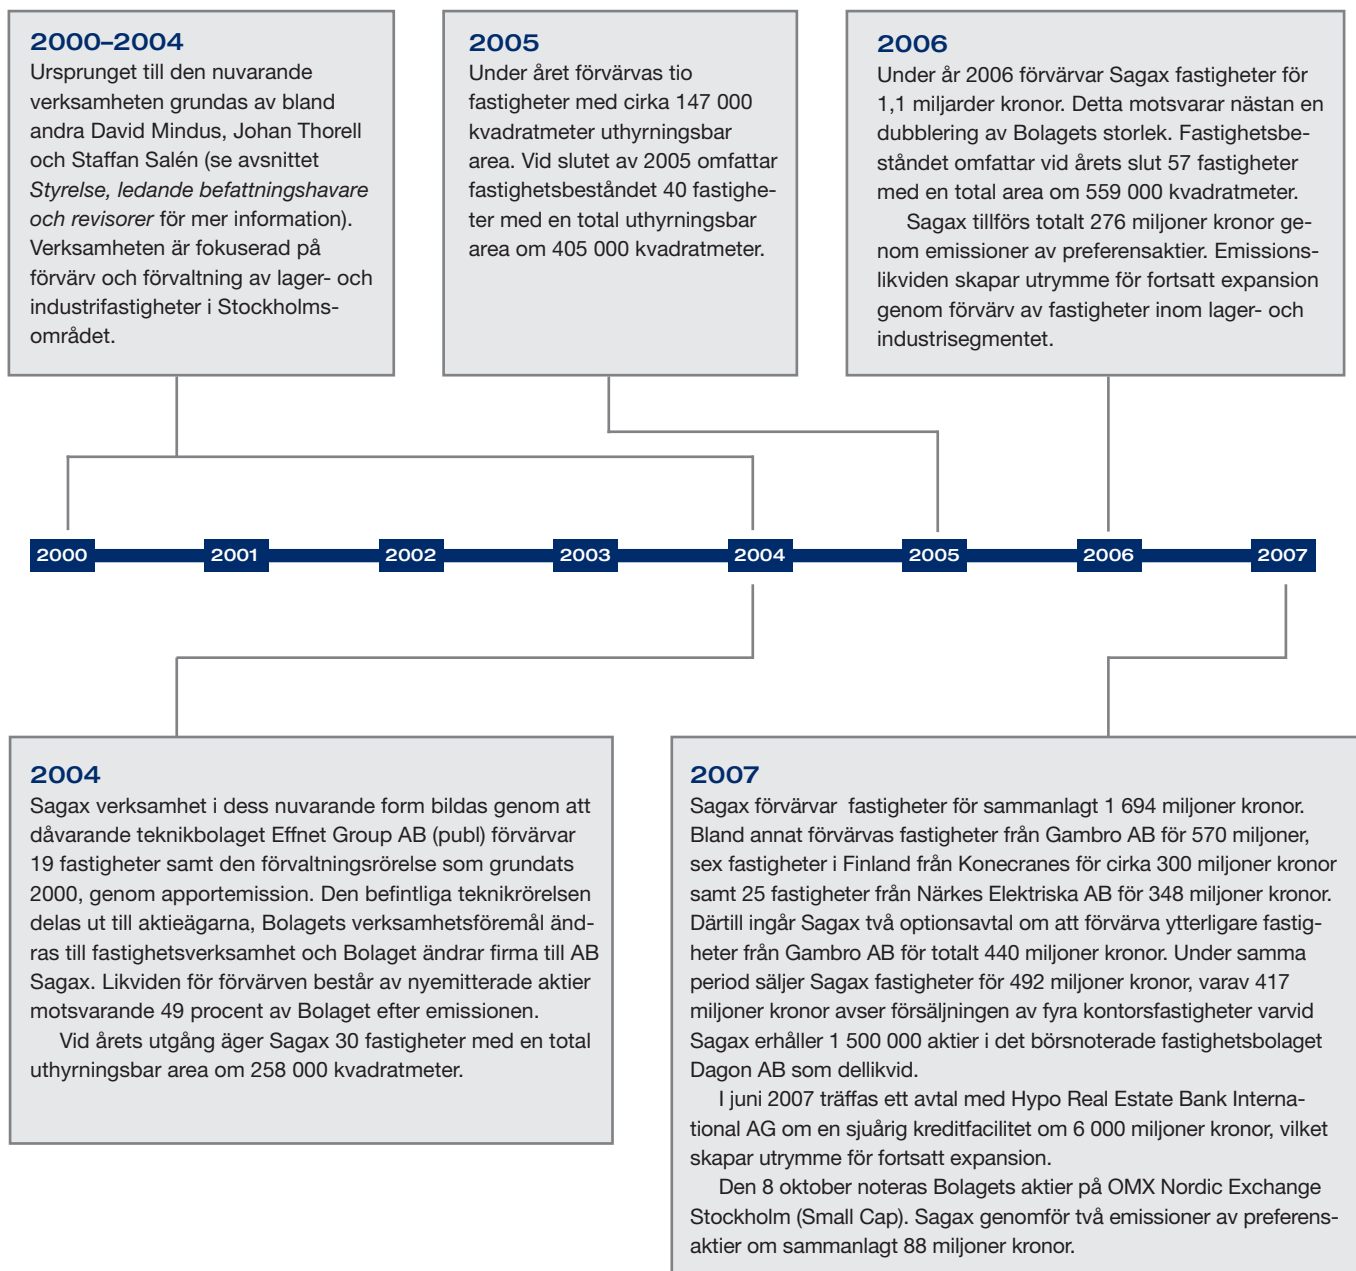 2000–2004
Ursprunget till den nuvarande
verksamheten grundas av bland
andra David Mindus, Johan Thorell
och Staffan Salén (se avsnittet
Styrelse, ledande befattningshavare
och revisorer för mer information).
Verksamheten är fokuserad på
förvärv och förvaltning av lager- och
industrifastigheter i Stockholms-
området.
2005
Under året förvärvas tio
fastigheter med cirka 147 000
kvadratmeter uthyrningsbar
area. Vid slutet av 2005 omfattar
fastighetsbeståndet 40 fastighe-
ter med en total uthyrningsbar
area om 405 000 kvadratmeter.
2006
Under år 2006 förvärvar Sagax fastigheter för
1,1 miljarder kronor. Detta motsvarar nästan en
dubblering av Bolagets storlek. Fastighetsbe-
ståndet omfattar vid årets slut 57 fastigheter
med en total area om 559 000 kvadratmeter.
Sagax tillförs totalt 276 miljoner kronor ge-
nom emissioner av preferensaktier. Emissions-
likviden skapar utrymme för fortsatt expansion
genom förvärv av fastigheter inom lager- och
industrisegmentet.
2000 2001 2002 2003 2004 2005 2006 2007
2004
Sagax verksamhet i dess nuvarande form bildas genom att
dåvarande teknikbolaget Effnet Group AB (publ) förvärvar
19 fastigheter samt den förvaltningsrörelse som grundats
2000, genom apportemission. Den befintliga teknikrörelsen
delas ut till aktieägarna, Bolagets verksamhetsföremål änd-
ras till fastighetsverksamhet och Bolaget ändrar firma till AB
Sagax. Likviden för förvärven består av nyemitterade aktier
motsvarande 49 procent av Bolaget efter emissionen.
Vid årets utgång äger Sagax 30 fastigheter med en total
uthyrningsbar area om 258 000 kvadratmeter.
2007
Sagax förvärvar fastigheter för sammanlagt 1 694 miljoner kronor.
Bland annat förvärvas fastigheter från Gambro AB för 570 miljoner,
sex fastigheter i Finland från Konecranes för cirka 300 miljoner kronor
samt 25 fastigheter från Närkes Elektriska AB för 348 miljoner kronor.
Därtill ingår Sagax två optionsavtal om att förvärva ytterligare fastig-
heter från Gambro AB för totalt 440 miljoner kronor. Under samma
period säljer Sagax fastigheter för 492 miljoner kronor, varav 417
miljoner kronor avser försäljningen av fyra kontorsfastigheter varvid
Sagax erhåller 1 500 000 aktier i det börsnoterade fastighetsbolaget
Dagon AB som dellikvid.
I juni 2007 träffas ett avtal med Hypo Real Estate Bank Interna-
tional AG om en sjuårig kreditfacilitet om 6 000 miljoner kronor, vilket
skapar utrymme för fortsatt expansion.
Den 8 oktober noteras Bolagets aktier på OMX Nordic Exchange
Stockholm (Small Cap). Sagax genomför två emissioner av preferens-
aktier om sammanlagt 88 miljoner kronor.